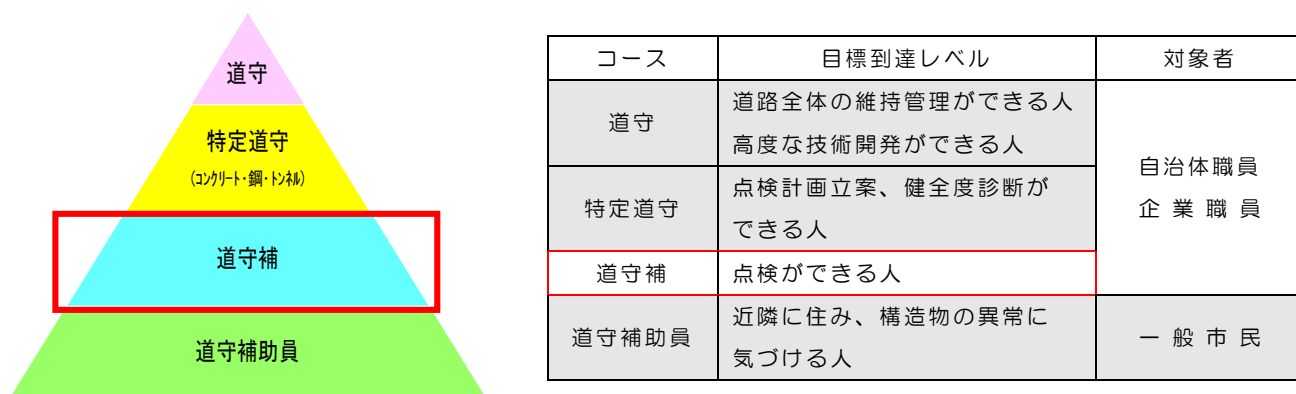 道守
特定道守
(コンクリート・鋼・トンネル)
道守補
道守補助員
コース 目標到達レベル 対象者
道守 道路全体の維持管理ができる人
高度な技術開発ができる人
特定道守 点検計画立案、健全度診断が
できる人
自治体職員
企業職員
道守補 点検ができる人
道守補助員 近隣に住み、構造物の異常に
気づける人
一般市民